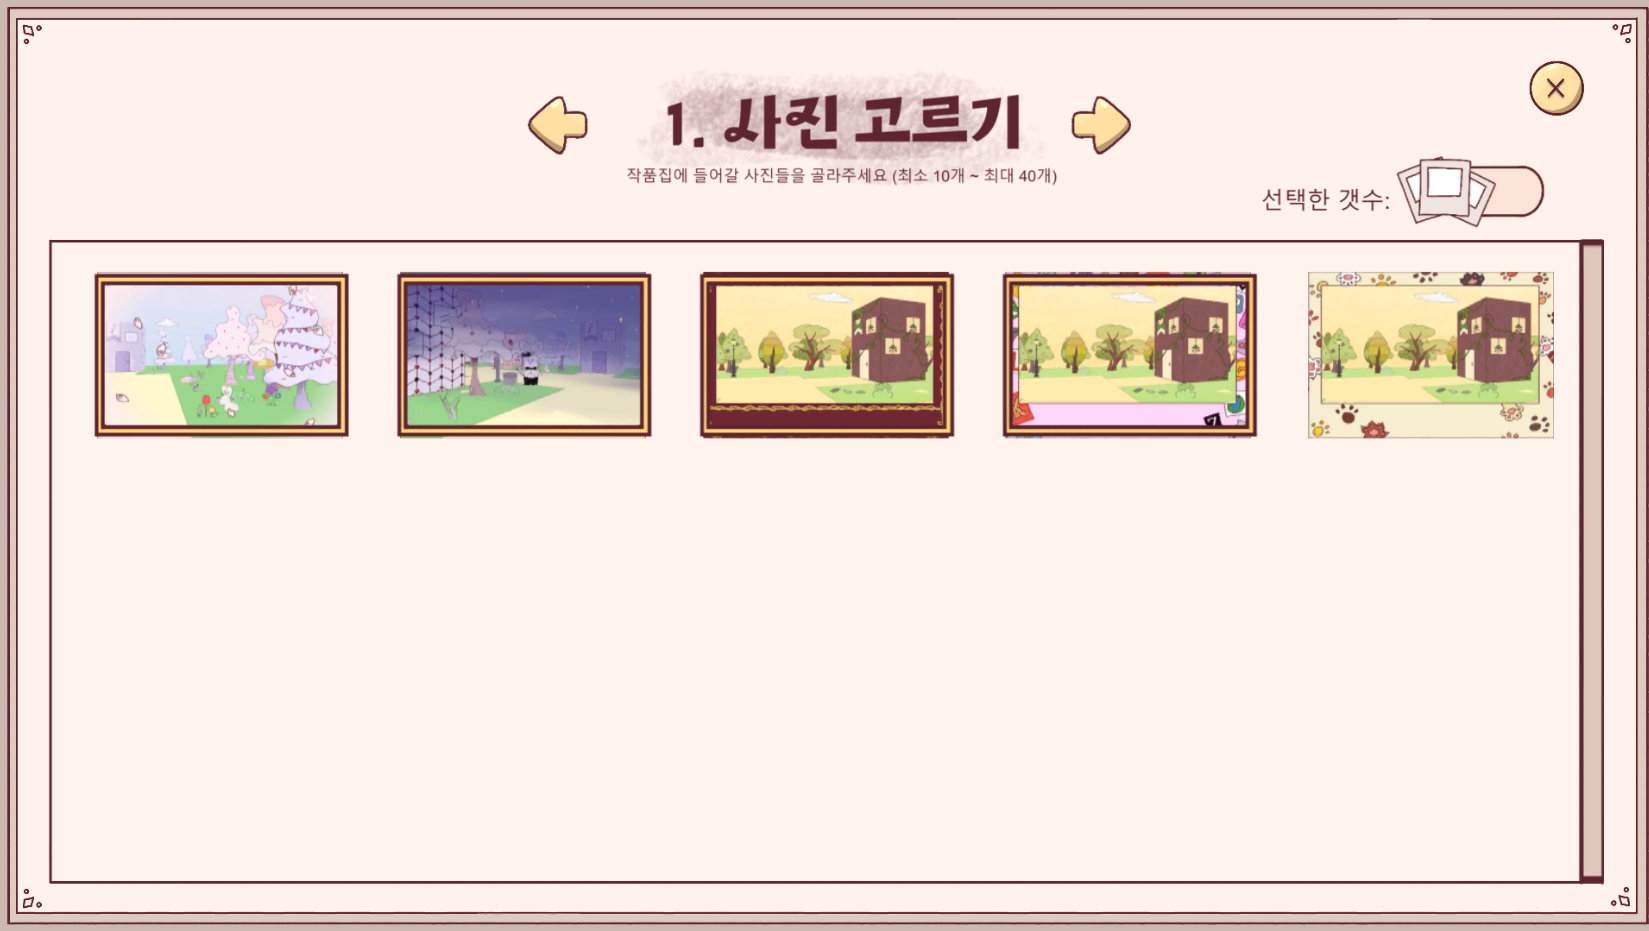 1. 사진 고르기
작품집에 들어갈 사진들을 골라주세요 (최소 10개 ~ 최대 40개)
선택한 갯수: